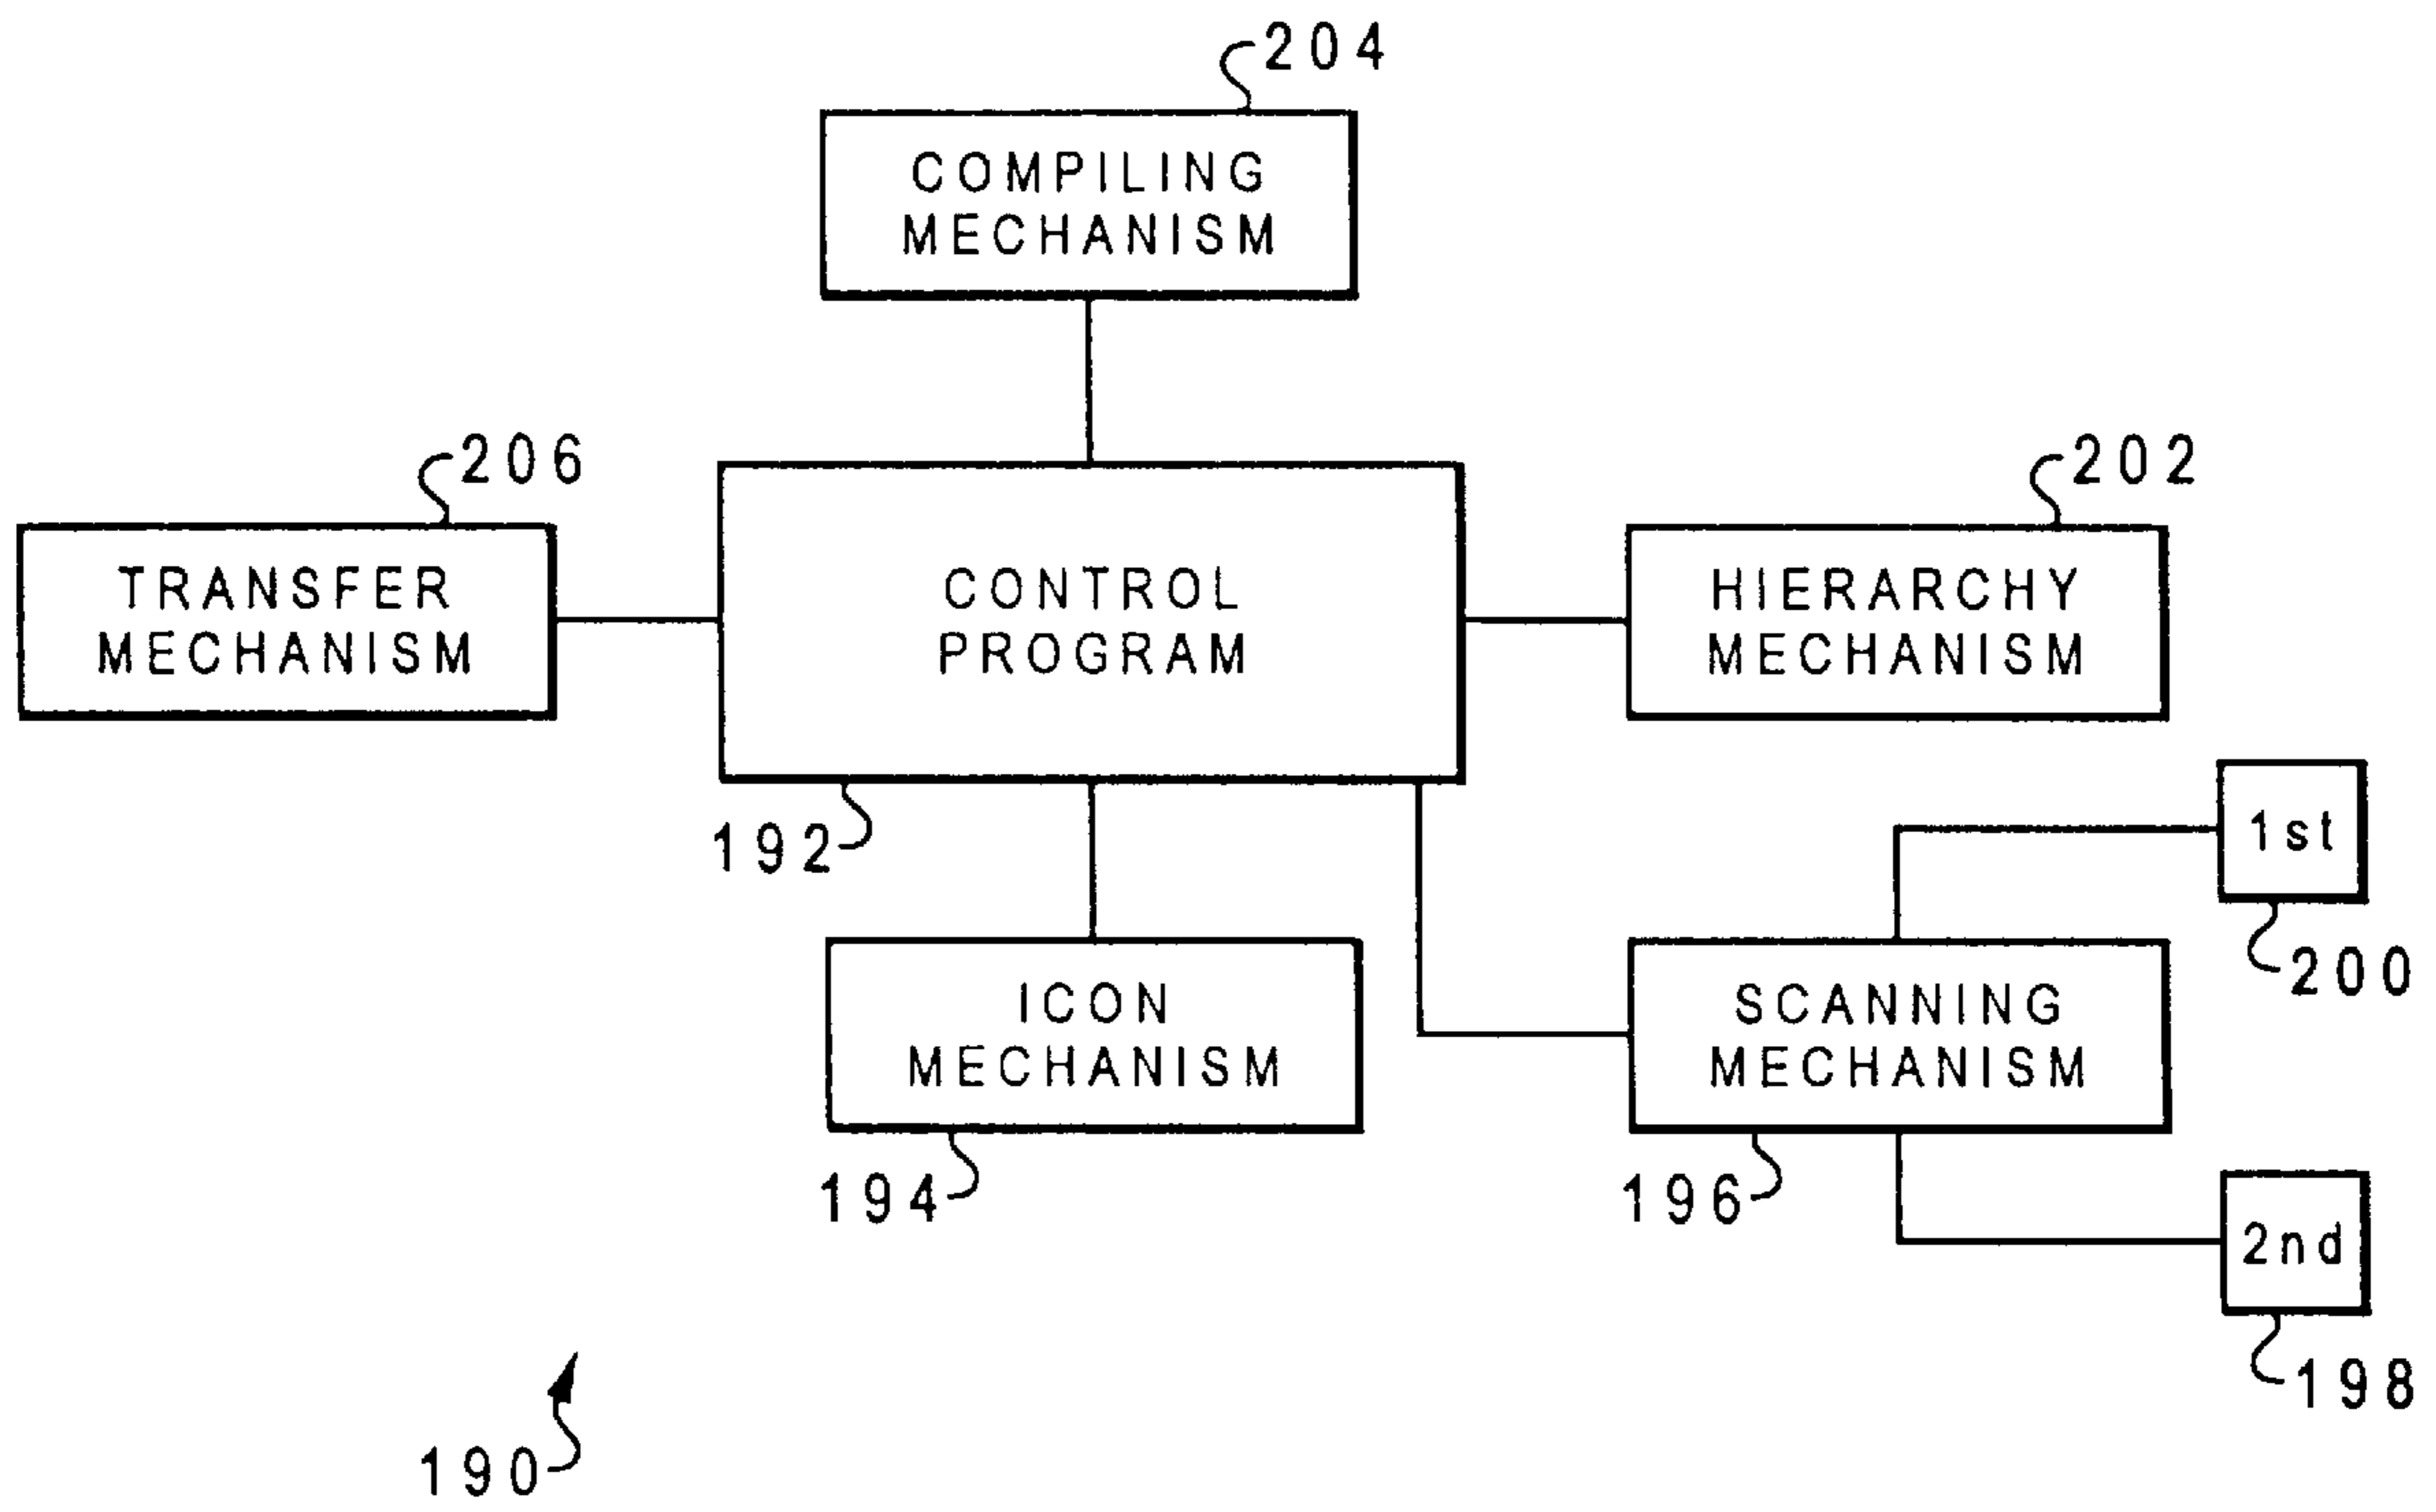 204
COMPILING
MECHANISM
206
202
TRANSFER
MECHANISM
CONTROL
PROGRAM
HIERARCHY
MECHANISM
192
1st
200
ICON
MECHANISM
SCANNING
MECHANISM
194
196
2nd
198
190